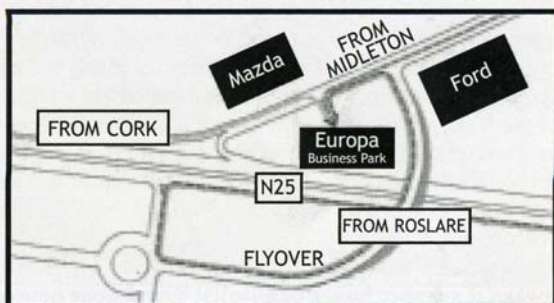 FROM
MIDLETON
Mazda
Ford
FROM CORK
Europa
Business Park
N25
FROM ROSLARE
FLYOVER